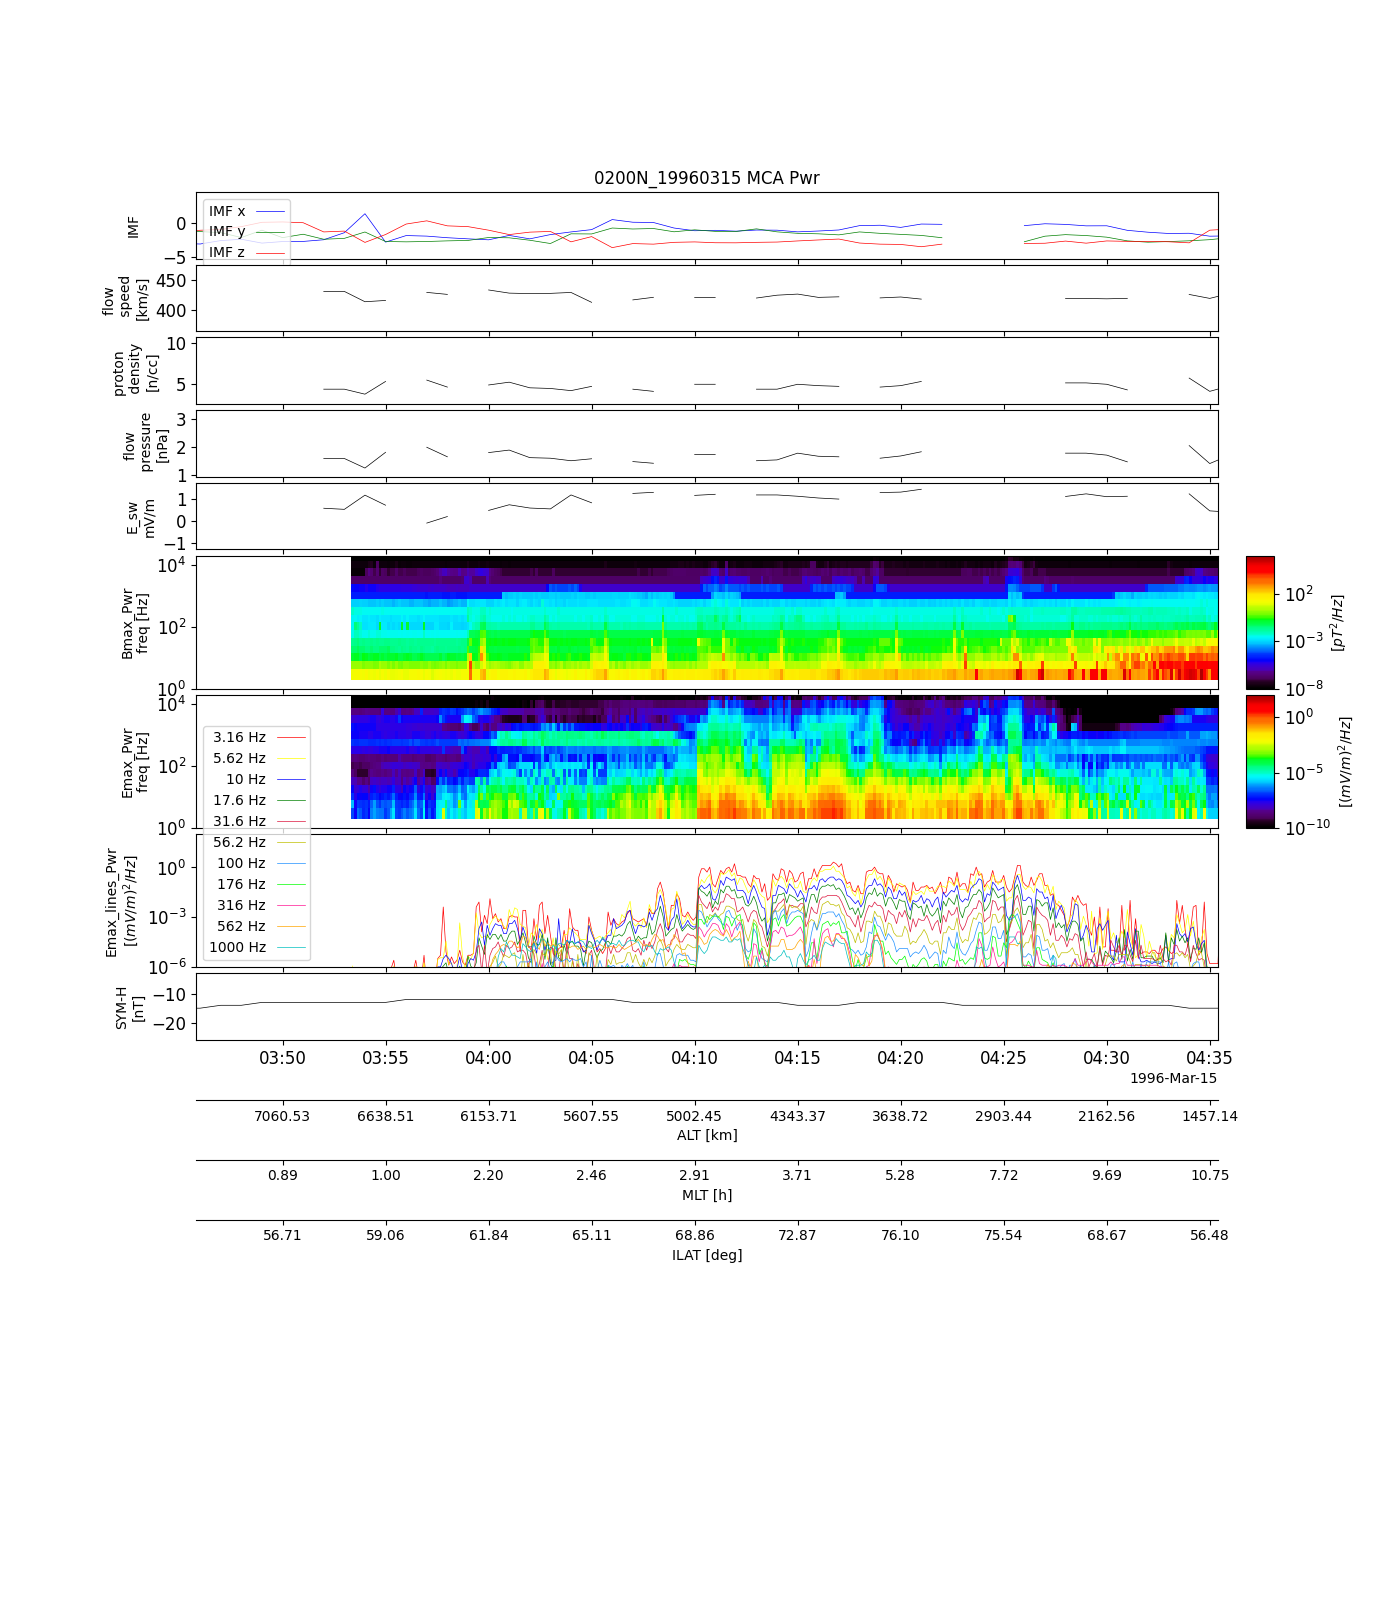 0200N_19960315 MCA Pwr
IMF
0
−5
IMF x
IMF y
IMF z
flow
speed
[km/s]
450
400
proton
density
[n/cc]
10
5
flow
pressure
[nPa]
3
2
1
E_sw
mV/m
1
0
−1
Bmax_Pwr
freq [Hz]
10^4
10^2
10^0
10^2
10^−3
10^−8
[pT^2/Hz]
Emax_Pwr
freq [Hz]
10^4
10^2
10^0
10^0
10^−5
10^−10
[(mV/m)^2/Hz]
3.16 Hz
5.62 Hz
10 Hz
17.6 Hz
31.6 Hz
56.2 Hz
100 Hz
176 Hz
316 Hz
562 Hz
1000 Hz
Emax_lines_Pwr
[(mV/m)^2/Hz]
10^0
10^−3
10^−6
SYM-H
[nT]
−10
−20
03:50 03:55 04:00 04:05 04:10 04:15 04:20 04:25 04:30 04:35
1996-Mar-15
7060.53 6638.51 6153.71 5607.55 5002.45 4343.37 3638.72 2903.44 2162.56 1457.14
ALT [km]
0.89 1.00 2.20 2.46 2.91 3.71 5.28 7.72 9.69 10.75
MLT [h]
56.71 59.06 61.84 65.11 68.86 72.87 76.10 75.54 68.67 56.48
ILAT [deg]